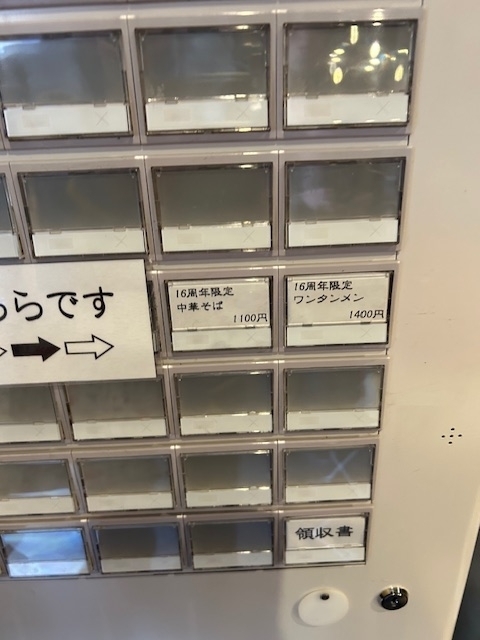 らです
16周年限定
中華そば
1100円
16周年限定
ワンタンメン
1400円
領収書